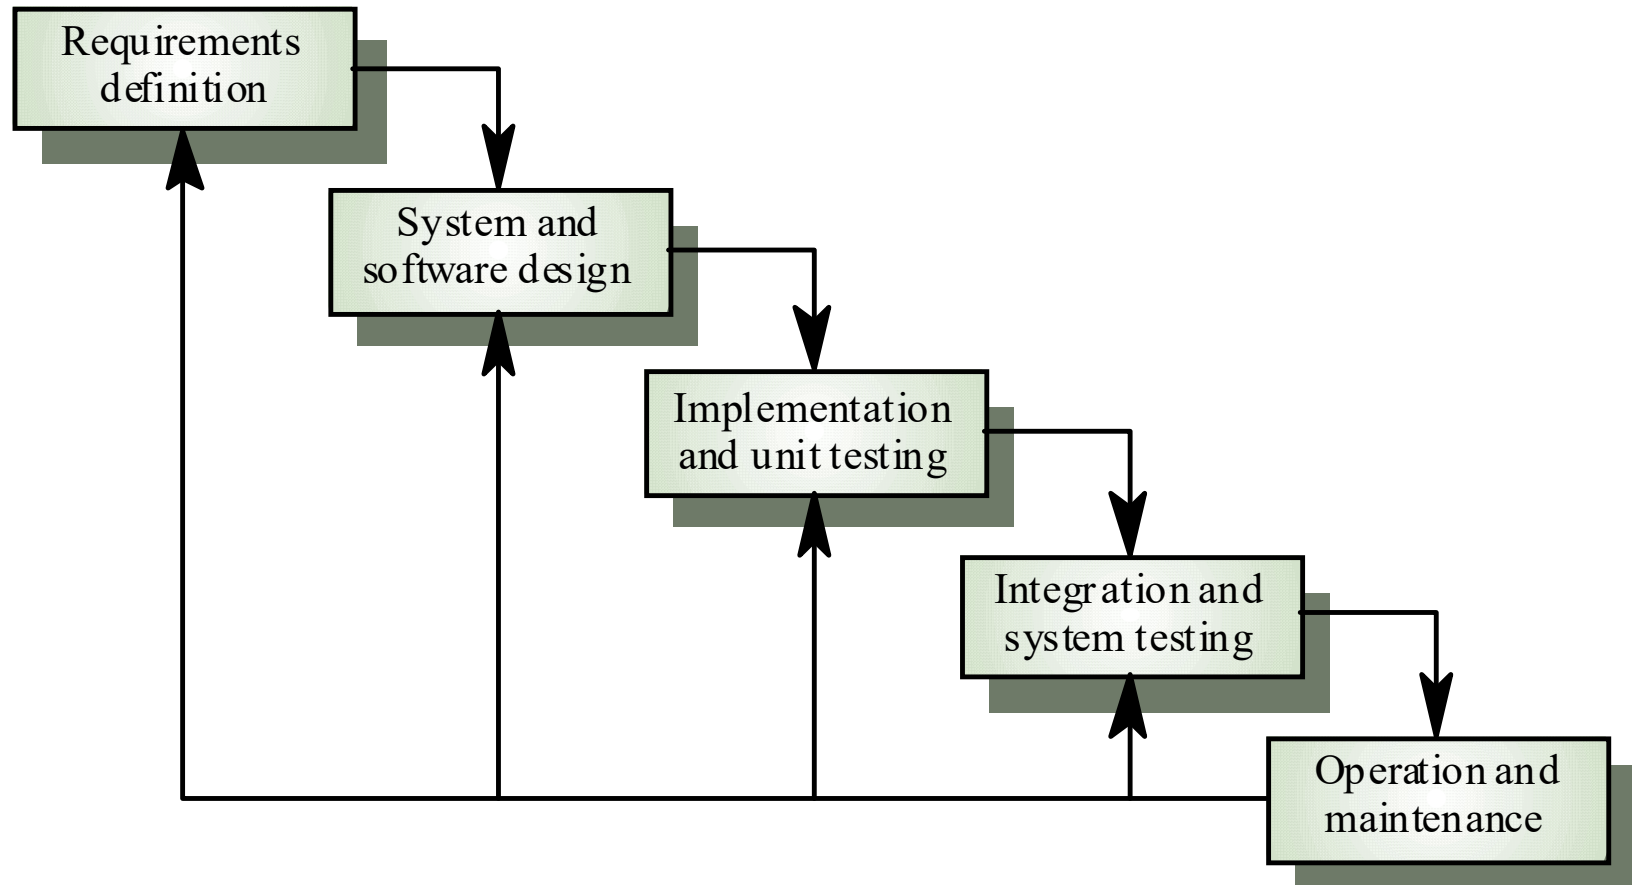 Requirements
definition
System and
software design
Implementation
and unit testing
Integration and
system testing
Operation and
maintenance